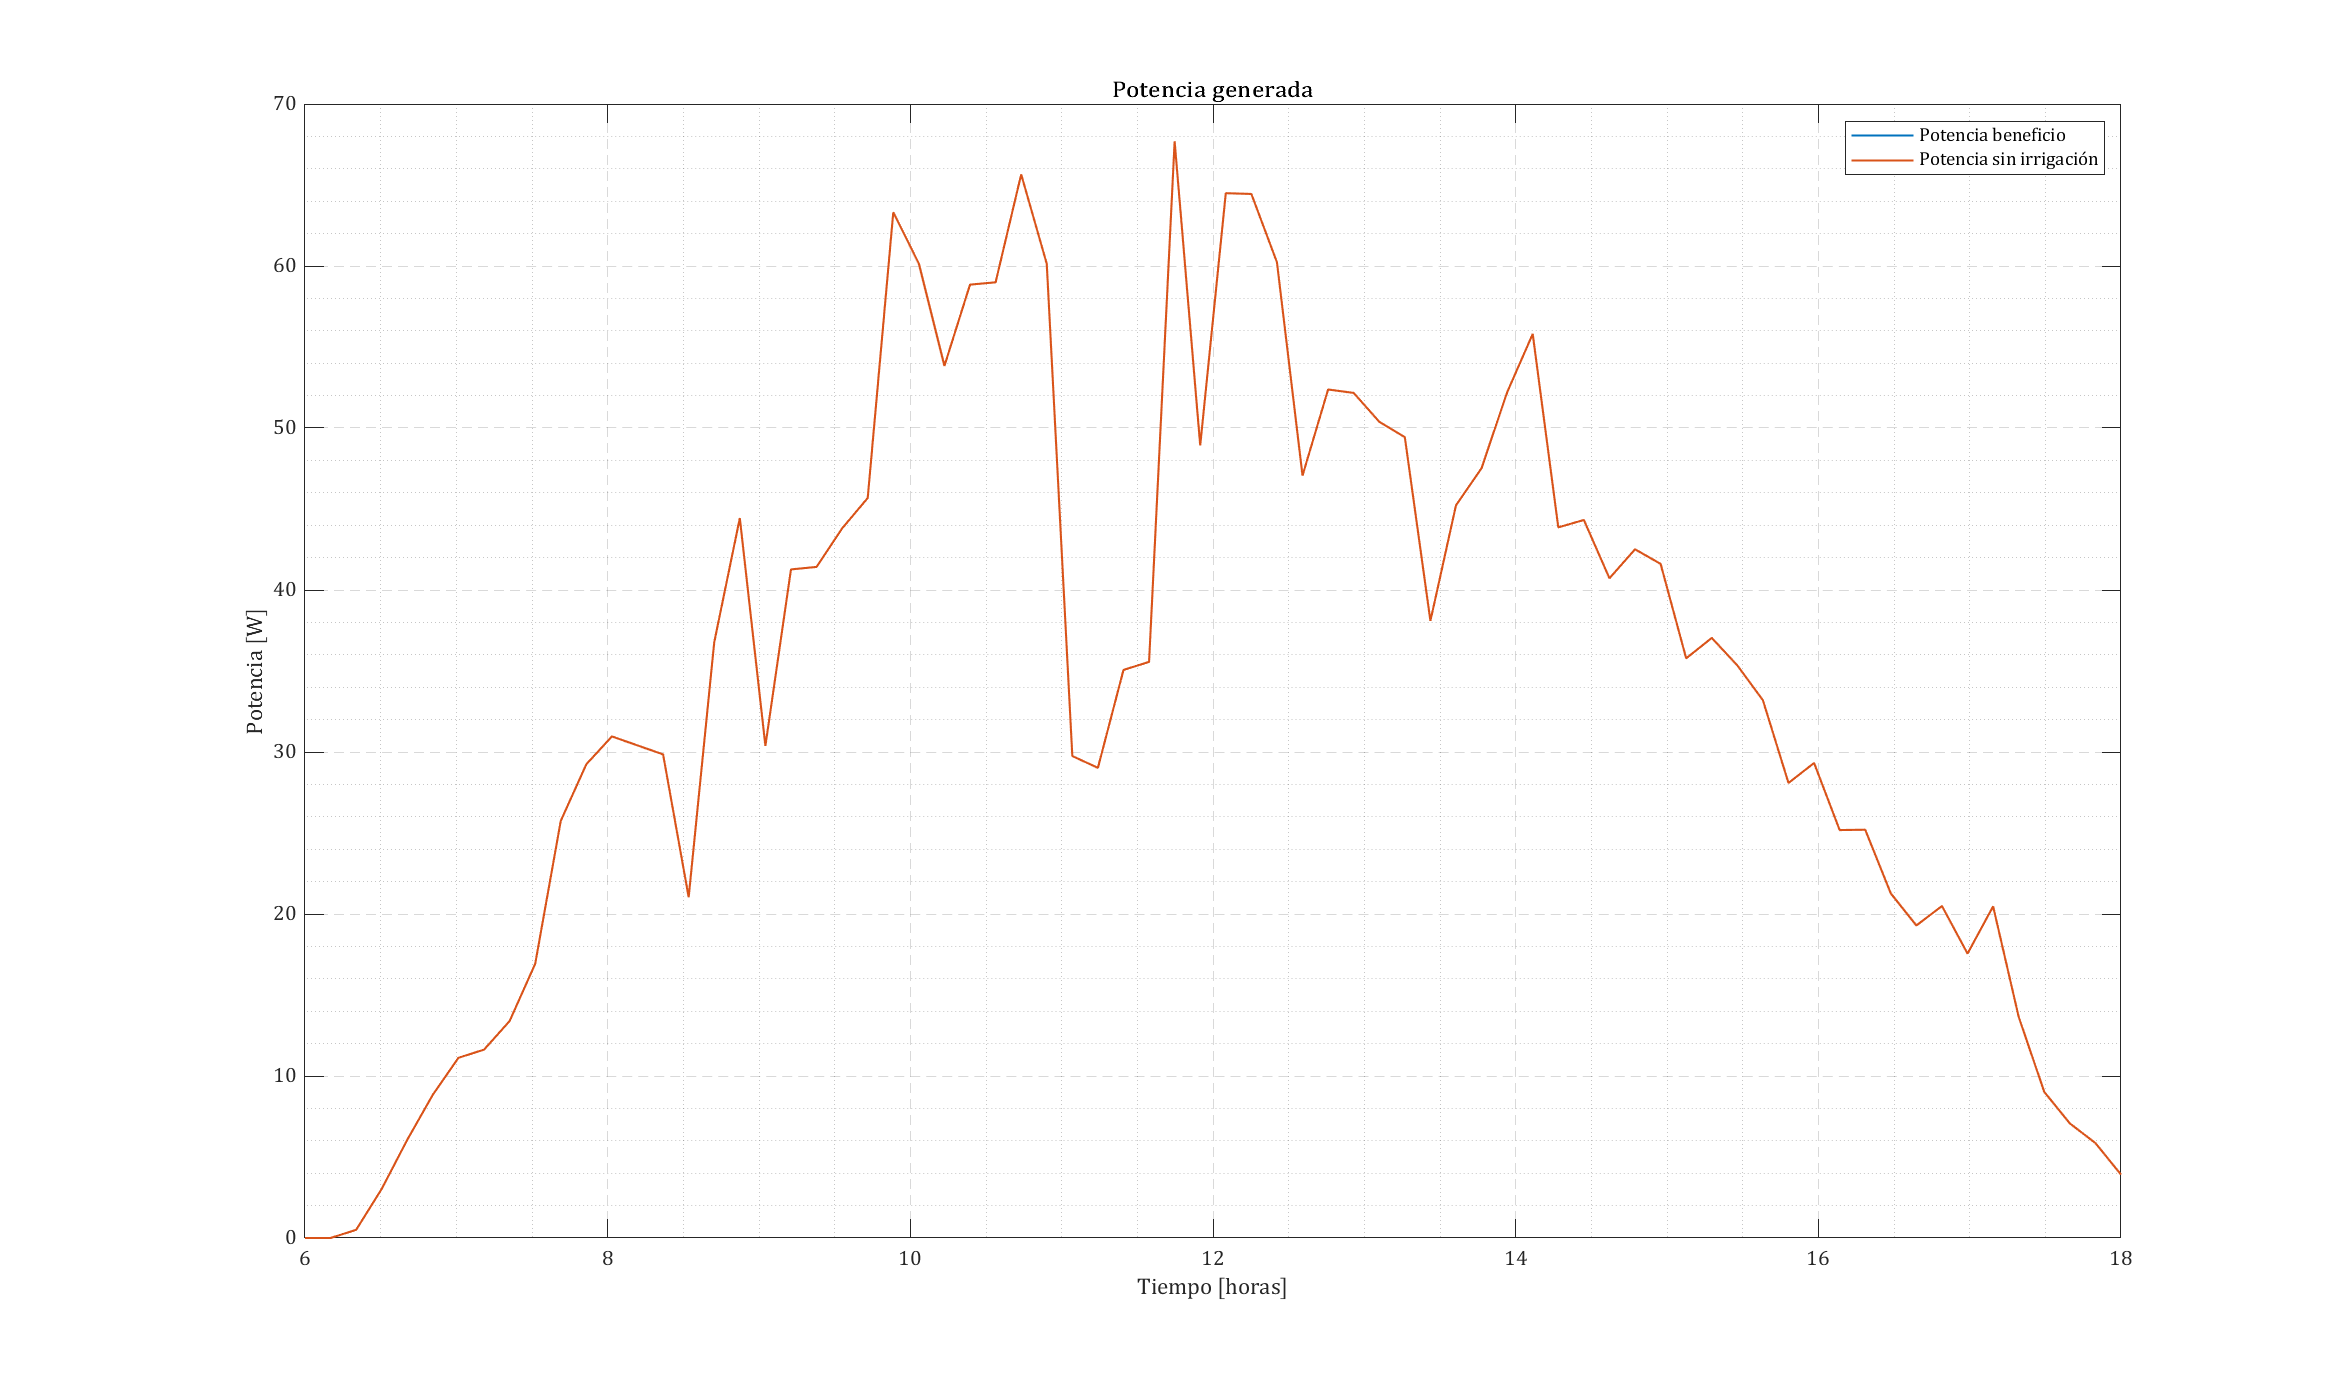 Potencia generada
Potencia beneficio
Potencia sin irrigación
70
60
50
40
30
20
10
0
Potencia [W]
6 8 10 12 14 16 18
Tiempo [horas]